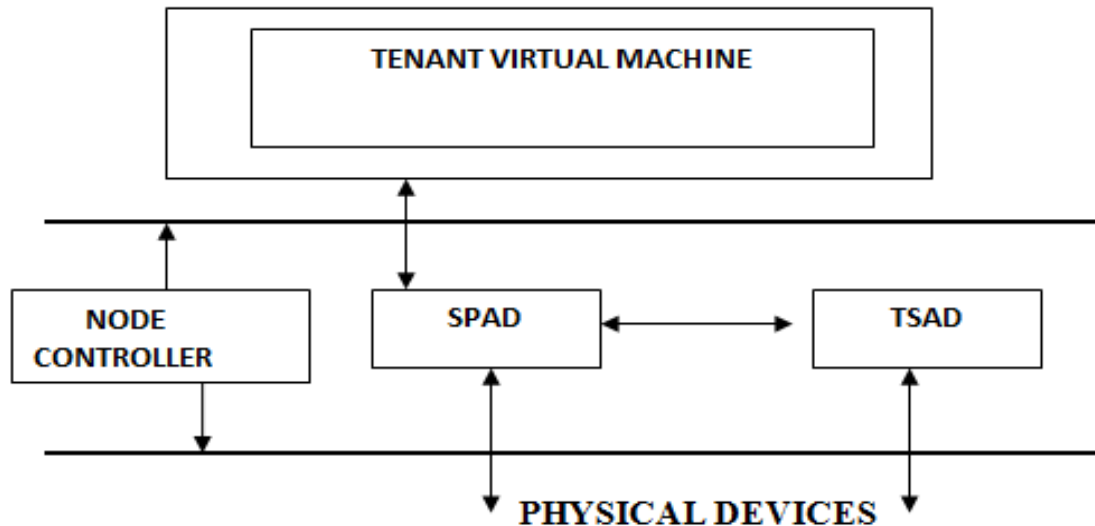 TENANT VIRTUAL MACHINE
NODE
CONTROLLER
SPAD
TSAD
PHYSICAL DEVICES